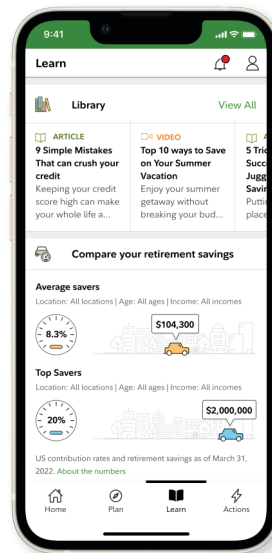 9:41
Learn
Library
View All
ARTICLE
9 Simple Mistakes
That can crush your
credit
Keeping your credit
score high can make
your whole life a...
VIDEO
Top 10 ways to Save
on Your Summer
Vacation
Enjoy your summer
getaway without
breaking your bud...
A
5 Tric
Succe
Jugg
Savin
Puttin
place
Compare your retirement savings
Average savers
Location: All locations | Age: All ages | Income: All incomes
8.3%
$104,300
Top Savers
Location: All locations | Age: All ages | Income: All incomes
20%
$2,000,000
US contribution rates and retirement savings as of March 31,
2022. About the numbers
Home
Plan
Learn
Actions